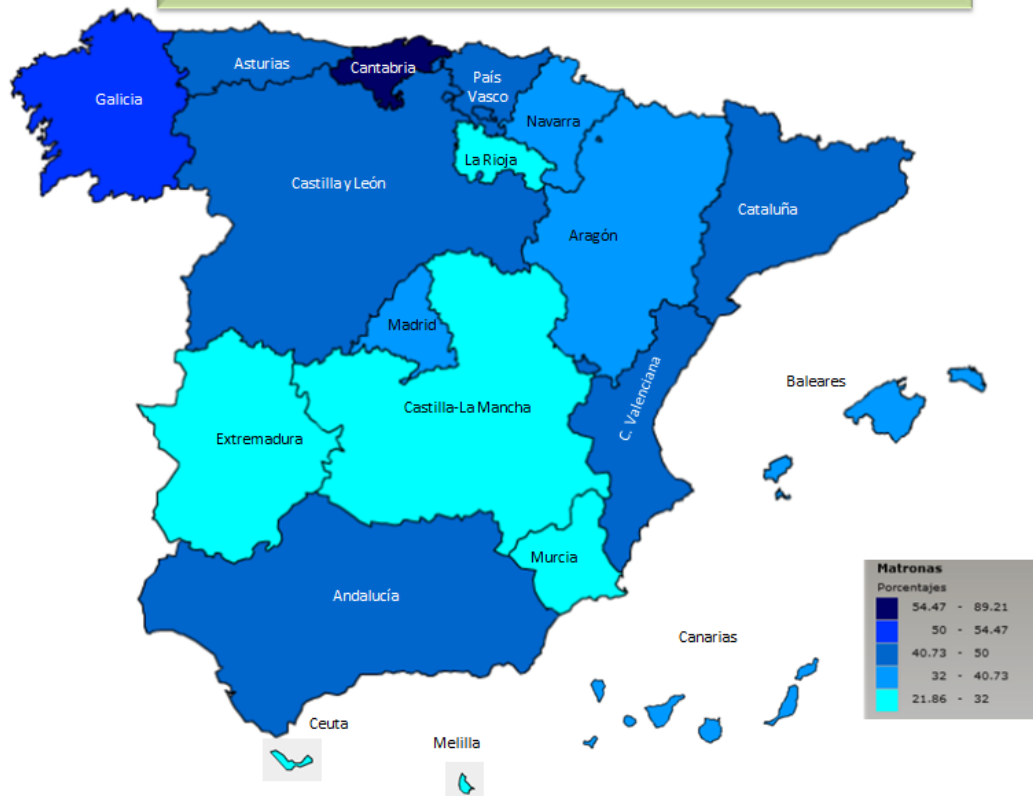 Asturias
Cantabria
País
Vasco
Galicia
Navarra
La Rioja
Castilla y León
Cataluña
Aragón
Madrid
Baleares
C. Valenciana
Castilla-La Mancha
Extremadura
Murcia
Andalucía
Canarias
Ceuta
Melilla
Matronas
Porcentajes
54.47 - 89.21
50 - 54.47
40.73 - 50
32 - 40.73
21.86 - 32